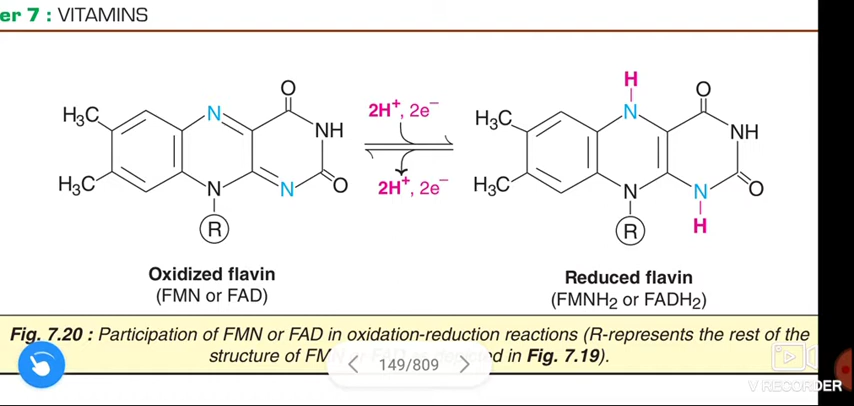 er 7 : VITAMINS
H₃C
H₃C
N
N
N
R
O
NH
O
2H⁺, 2e⁻
2H⁺, 2e⁻
H
H₃C
H₃C
N
N
N
R
H
O
NH
O
Oxidized flavin
(FMN or FAD)
Reduced flavin
(FMNH₂ or FADH₂)
Fig. 7.20 : Participation of FMN or FAD in oxidation-reduction reactions (R-represents the rest of the
structure of FM in Fig. 7.19).
149/809
V RECORDER